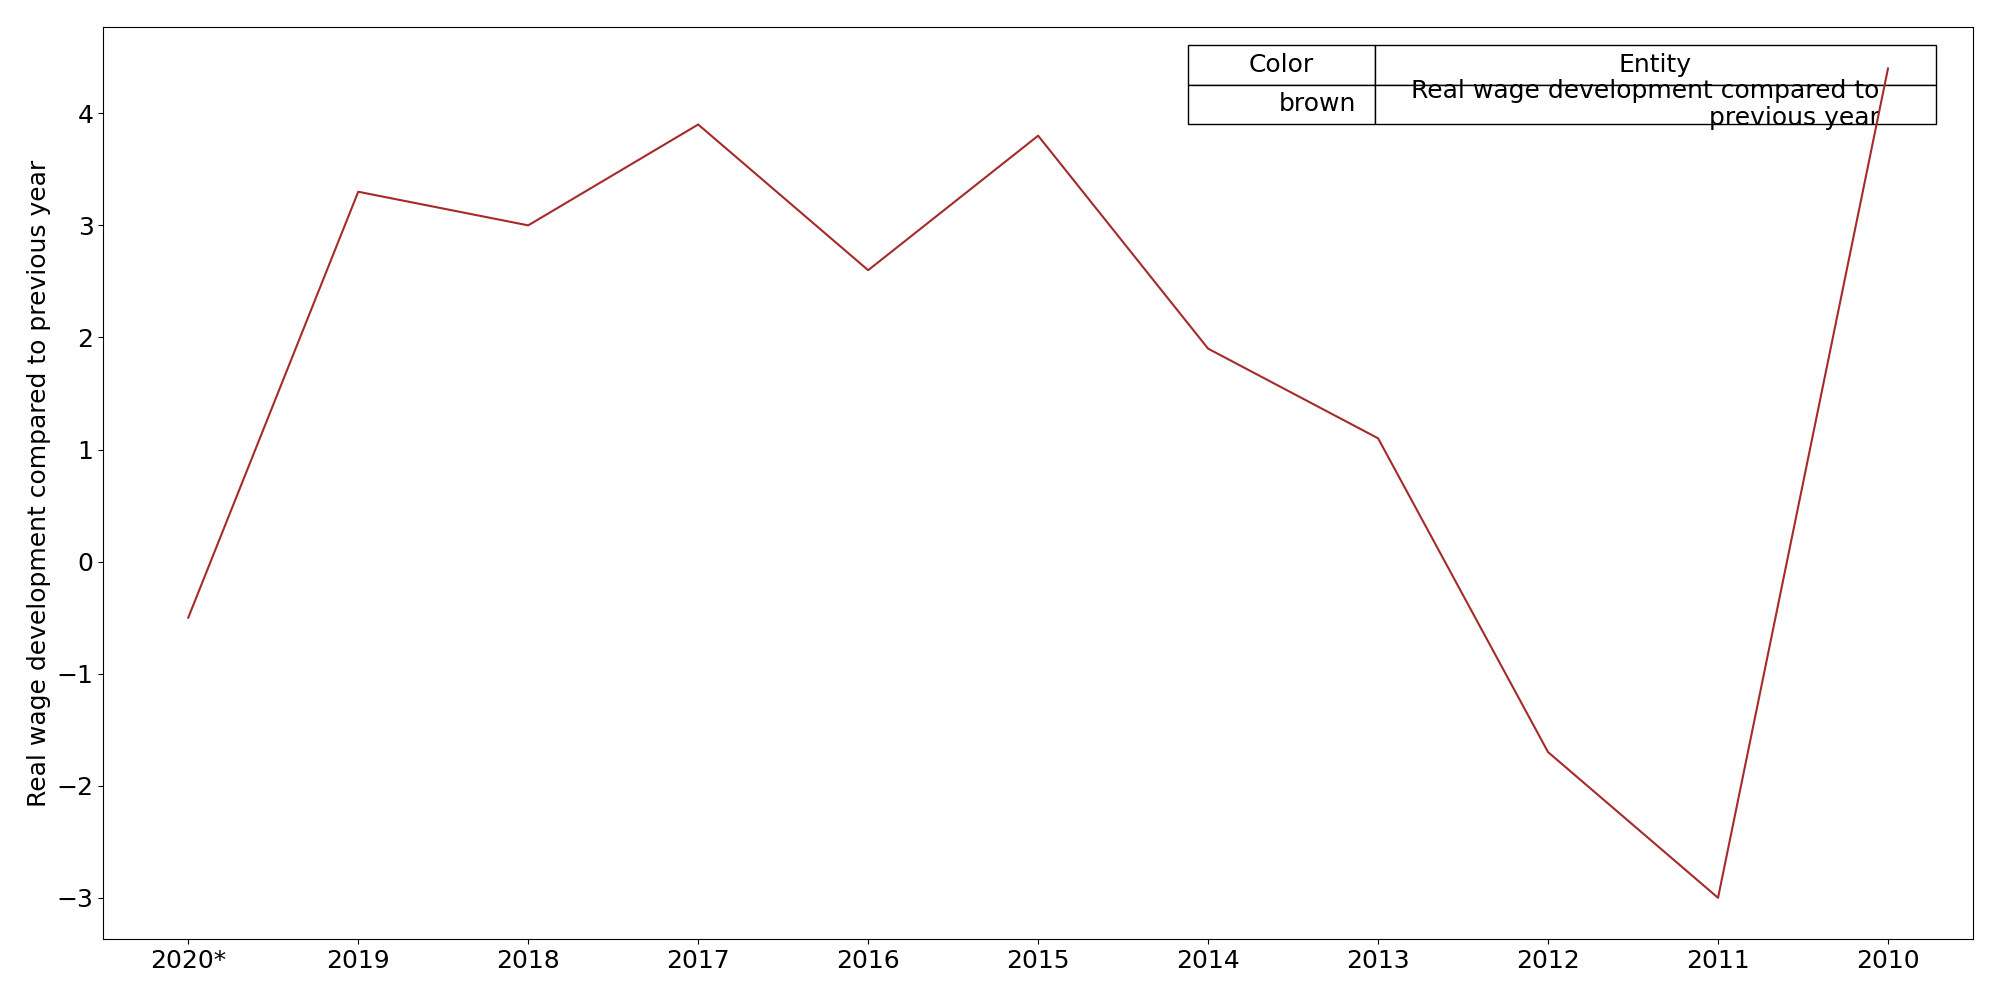 Color Entity
brown Real wage development compared to
previous year
Real wage development compared to previous year
4
3
2
1
0
−1
−2
−3
2020* 2019 2018 2017 2016 2015 2014 2013 2012 2011 2010